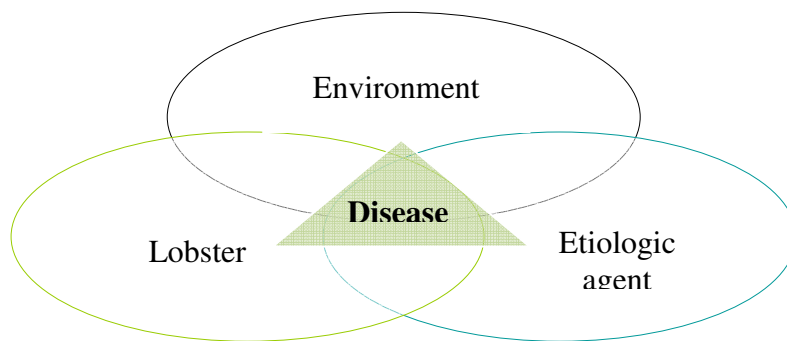 Environment
Disease
Lobster
Etiologic
agent